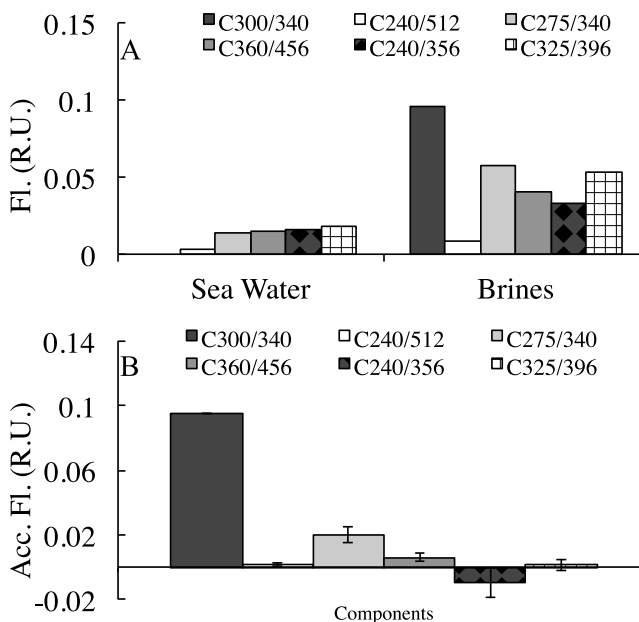 0.15
A
C300/340 C240/512 C275/340
C360/456 C240/356 C325/396
0.1
0.05
0
Fl. (R.U.)
Sea Water Brines
0.14
B
C300/340 C240/512 C275/340
C360/456 C240/356 C325/396
0.1
0.06
0.02
-0.02
Acc. Fl. (R.U.)
Components